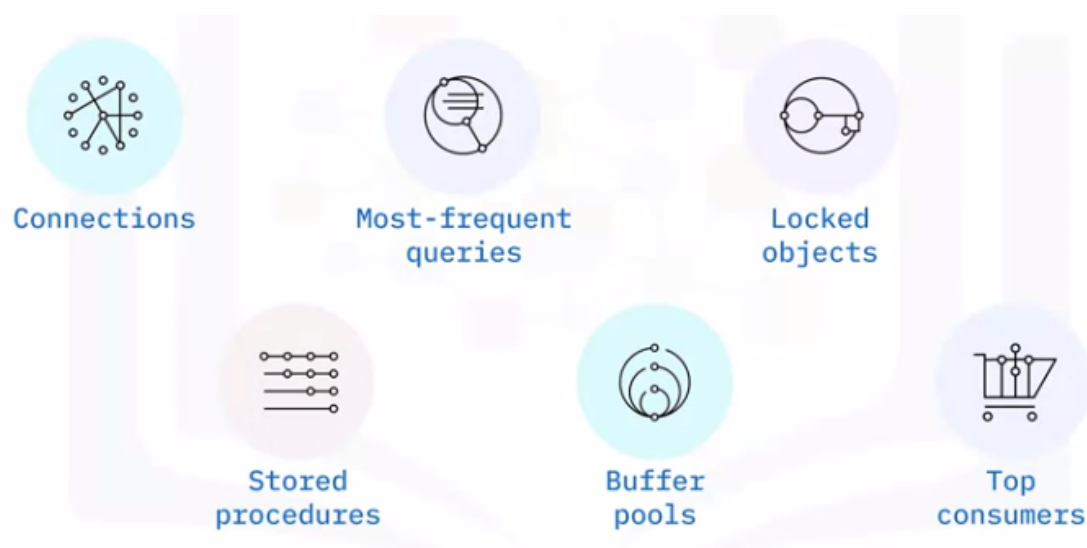 Connections
Most-frequent
queries
Locked
objects
Stored
procedures
Buffer
pools
Top
consumers